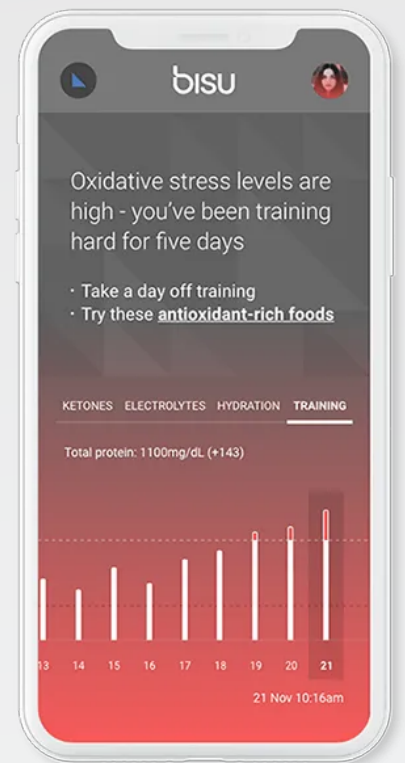 bisu
Oxidative stress levels are
high - you've been training
hard for five days
· Take a day off training
· Try these antioxidant-rich foods
KETONES ELECTROLYTES HYDRATION TRAINING
Total protein: 1100mg/dL (+143)
13 14 15 16 17 18 19 20 21
21 Nov 10:16am